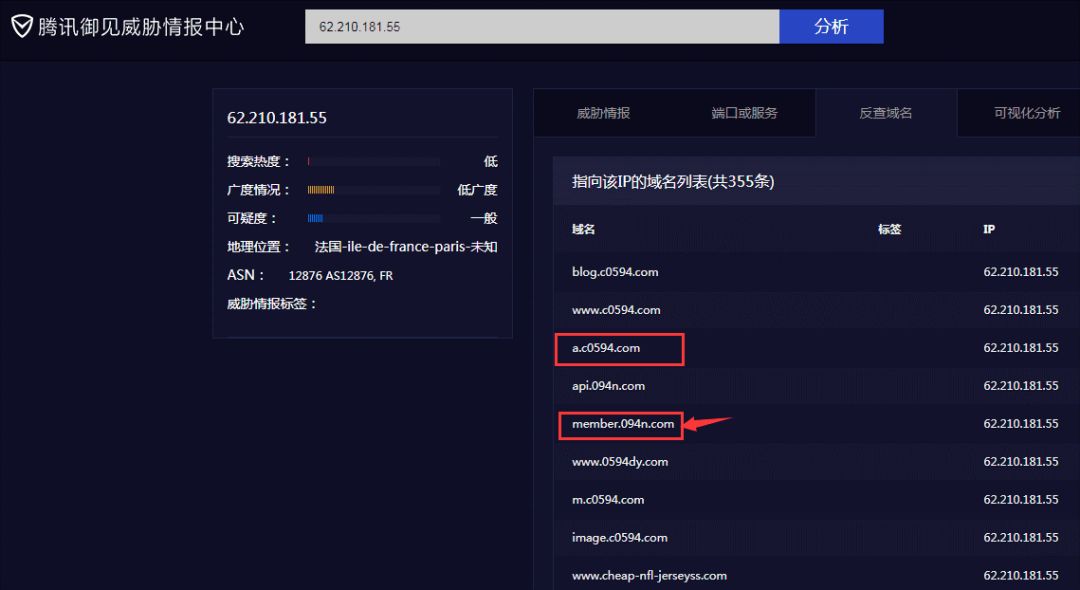 腾讯御见威胁情报中心
62.210.181.55
分析
62.210.181.55
搜索热度： 低
广度情况： 低广度
可疑度： 一般
地理位置： 法国-ile-de-france-paris-未知
ASN： 12876 AS12876, FR
威胁情报标签：
威胁情报 端口或服务 反查域名 可视化分析
指向该IP的域名列表(共355条)
域名 标签 IP
blog.c0594.com 62.210.181.55
www.c0594.com 62.210.181.55
a.c0594.com 62.210.181.55
api.094n.com 62.210.181.55
member.094n.com 62.210.181.55
www.0594dy.com 62.210.181.55
m.c0594.com 62.210.181.55
image.c0594.com 62.210.181.55
www.cheap-nfl-jerseyss.com 62.210.181.55